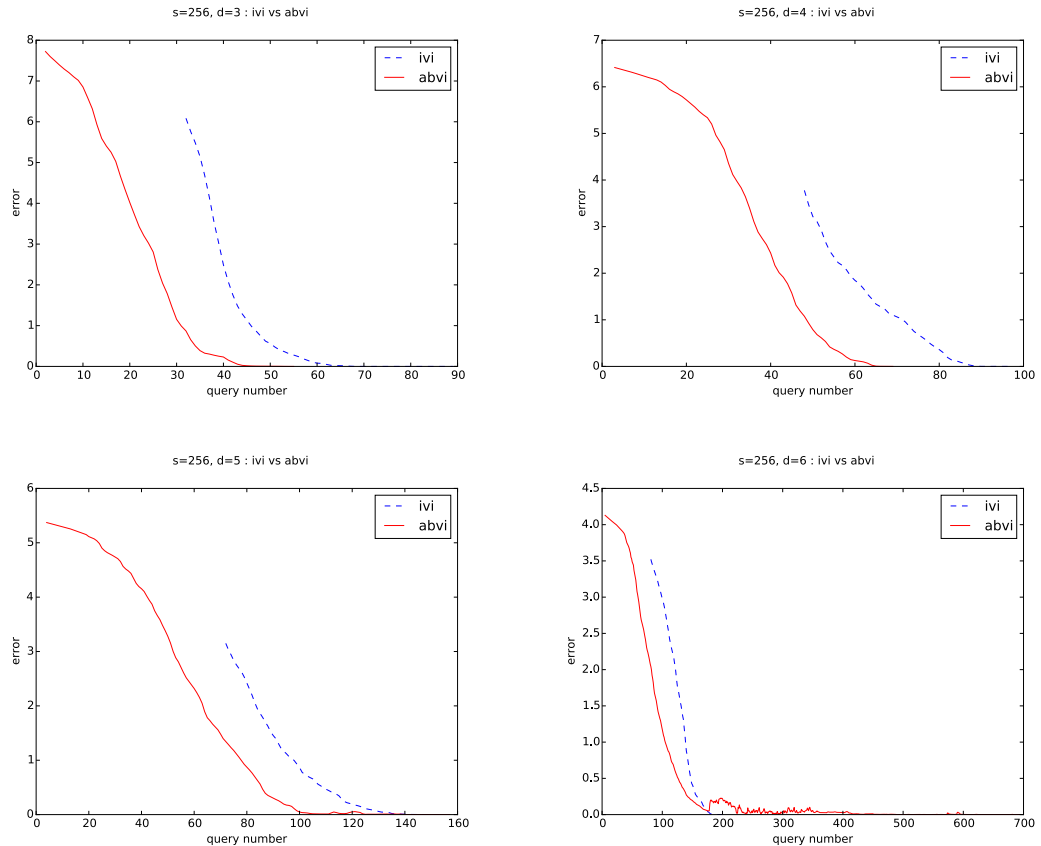 s=256, d=3 : ivi vs abvi
8
7
6
5
4
3
2
1
0
error
ivi
abvi
0 10 20 30 40 50 60 70 80 90
query number
s=256, d=4 : ivi vs abvi
7
6
5
4
3
2
1
0
error
ivi
abvi
0 20 40 60 80 100
query number
s=256, d=5 : ivi vs abvi
6
5
4
3
2
1
0
error
ivi
abvi
0 20 40 60 80 100 120 140 160
query number
s=256, d=6 : ivi vs abvi
4.5
4.0
3.5
3.0
2.5
2.0
1.5
1.0
0.5
0.0
error
ivi
abvi
0 100 200 300 400 500 600 700
query number